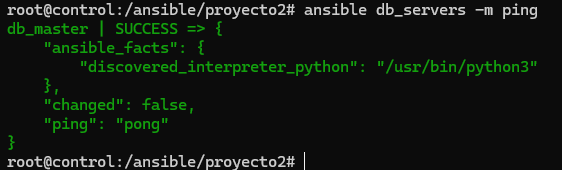 root@control:/ansible/proyecto2# ansible db_servers -m ping
db_master | SUCCESS => {
    "ansible_facts": {
        "discovered_interpreter_python": "/usr/bin/python3"
    },
    "changed": false,
    "ping": "pong"
}
root@control:/ansible/proyecto2#